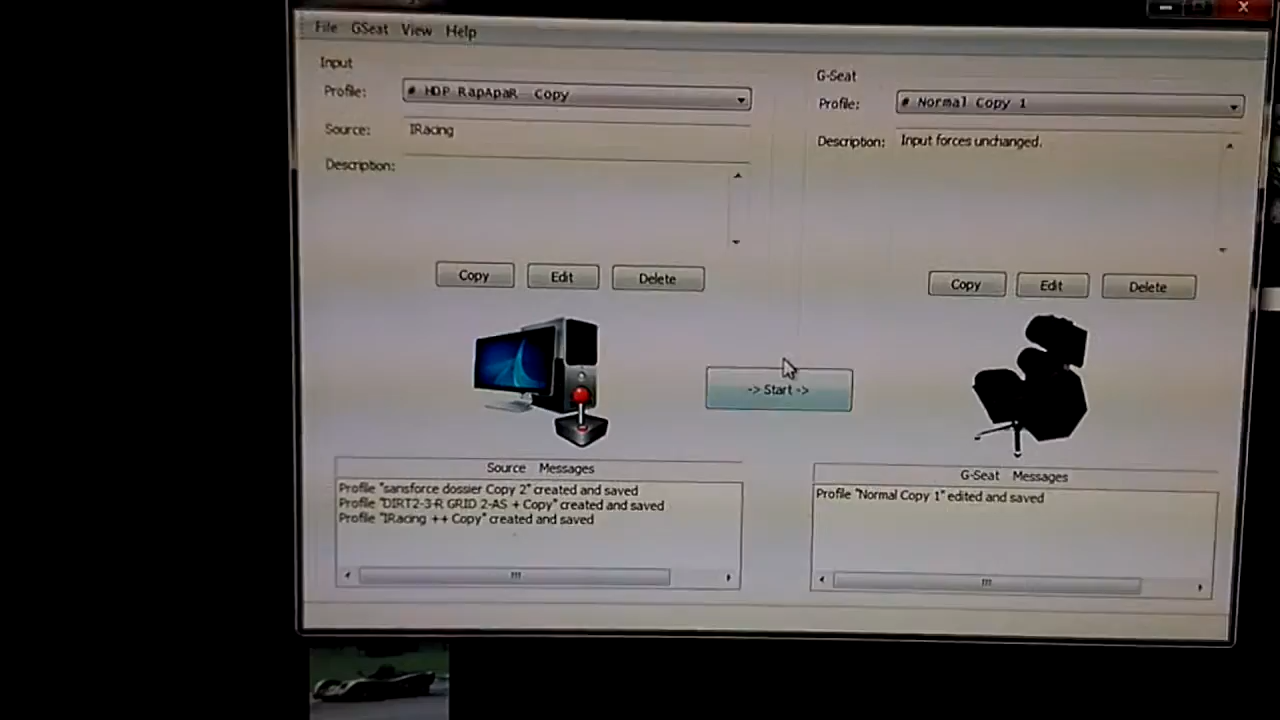 File GSeat View Help
Input
Profile: # HDP RapApaR Copy
Source: IRacing
Description:
Copy Edit Delete
G-Seat
Profile: # Normal Copy 1
Description: Input forces unchanged.
Copy Edit Delete
-> Start ->
Source Messages
Profile "sansforce dossier Copy 2" created and saved
Profile "DIRT2-3-R GRID 2-AS + Copy" created and saved
Profile "IRacing ++ Copy" created and saved
G-Seat Messages
Profile "Normal Copy 1" edited and saved